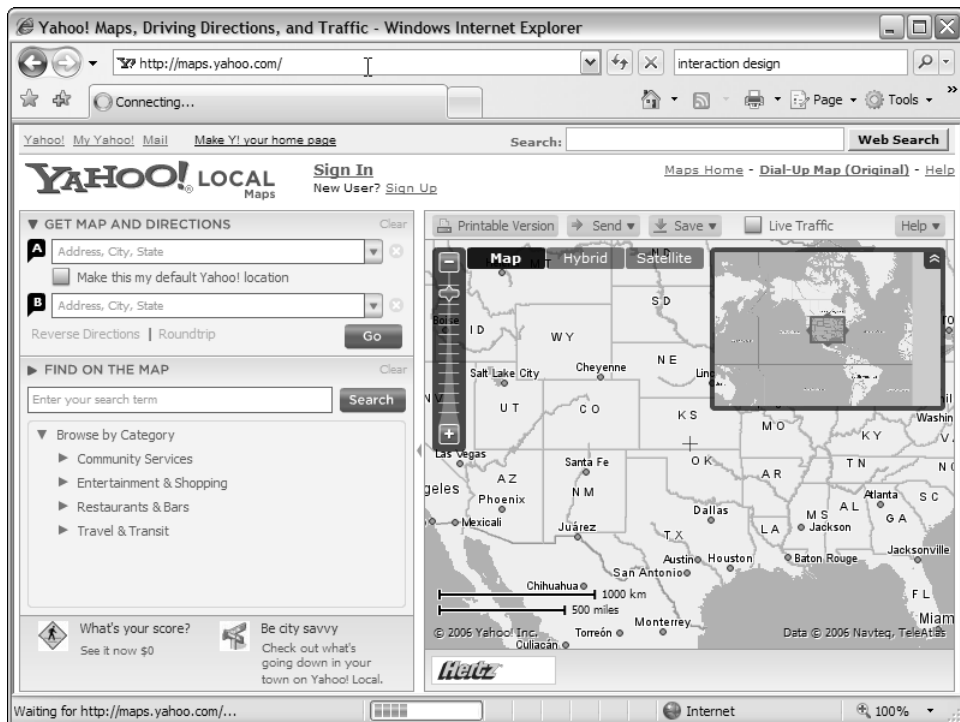 Yahoo! Maps, Driving Directions, and Traffic - Windows Internet Explorer
http://maps.yahoo.com/
interaction design
Connecting...
Page
Tools
»
Yahoo! My Yahoo! Mail Make Y! your home page
Search: Web Search
YAHOO! LOCAL
Maps
Sign In
New User? Sign Up
Maps Home - Dial-Up Map (Original) - Help
GET MAP AND DIRECTIONS Clear
A Address, City, State
Make this my default Yahoo! location
B Address, City, State
Reverse Directions | Roundtrip Go
FIND ON THE MAP Clear
Enter your search term Search
Browse by Category
Community Services
Entertainment & Shopping
Restaurants & Bars
Travel & Transit
What's your score?
See it now $0
Be city savvy
Check out what's
going down in your
town on Yahoo! Local.
Printable Version Send Save Live Traffic Help
Map Hybrid Satellite
SD
ID
WY
NE
Cheyenne
Salt Lake City
UT
CO
KS
MO
KY
Washin
Las Vegas
Santa Fe
OK
TN
AZ
NM
AR
geles
Phoenix
Dallas
Atlanta
SC
MS
AL
GA
Mexicali
Juárez
TX
LA
Jackson
Austin
Houston
Baton Rouge
Jacksonville
San Antonio
Chihuahua
FL
1000 km
500 miles
Miam
Monterrey
Torreón
Culiacán
© 2006 Yahoo! Inc.
Data © 2006 Navteq, TeleAtlas
Hertz
Waiting for http://maps.yahoo.com/... Internet 100%